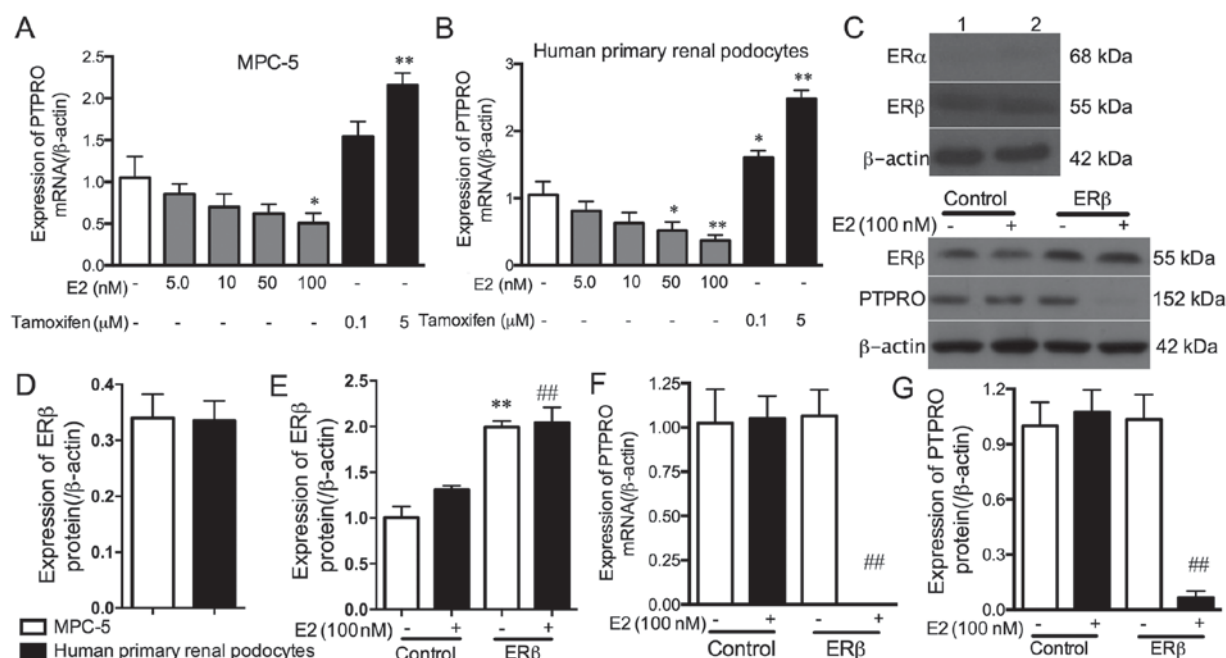 A
MPC-5
Expression of PTPRO
mRNA(/β-actin)
2.5
2.0
1.5
1.0
0.5
0.0
*
**
E2 (nM) - 5.0 10 50 100 - -
Tamoxifen (μM) - - - - - 0.1 5
B
Human primary renal podocytes
Expression of PTPRO
mRNA(/β-actin)
3
2
1
0
*
**
*
**
E2 (nM) - 5.0 10 50 100 - -
Tamoxifen (μM) - - - - - 0.1 5
C
1 2
ERα 68 kDa
ERβ 55 kDa
β-actin 42 kDa
Control ERβ
E2 (100 nM) - + - +
ERβ 55 kDa
PTPRO 152 kDa
β-actin 42 kDa
D
Expression of ERβ
protein(/β-actin)
0.4
0.3
0.2
0.1
0.0
MPC-5
Human primary renal podocytes
E
Expression of ERβ
protein(/β-actin)
2.5
2.0
1.5
1.0
0.5
0.0
**
##
- + - + E2 (100 nM)
Control ERβ
F
Expression of PTPRO
mRNA(/β-actin)
1.25
1.00
0.75
0.50
0.25
0.00
##
- + - + E2 (100 nM)
Control ERβ
G
Expression of PTPRO
protein(/β-actin)
1.2
0.9
0.6
0.3
0.0
##
E2 (100 nM) - + - +
Control ERβ